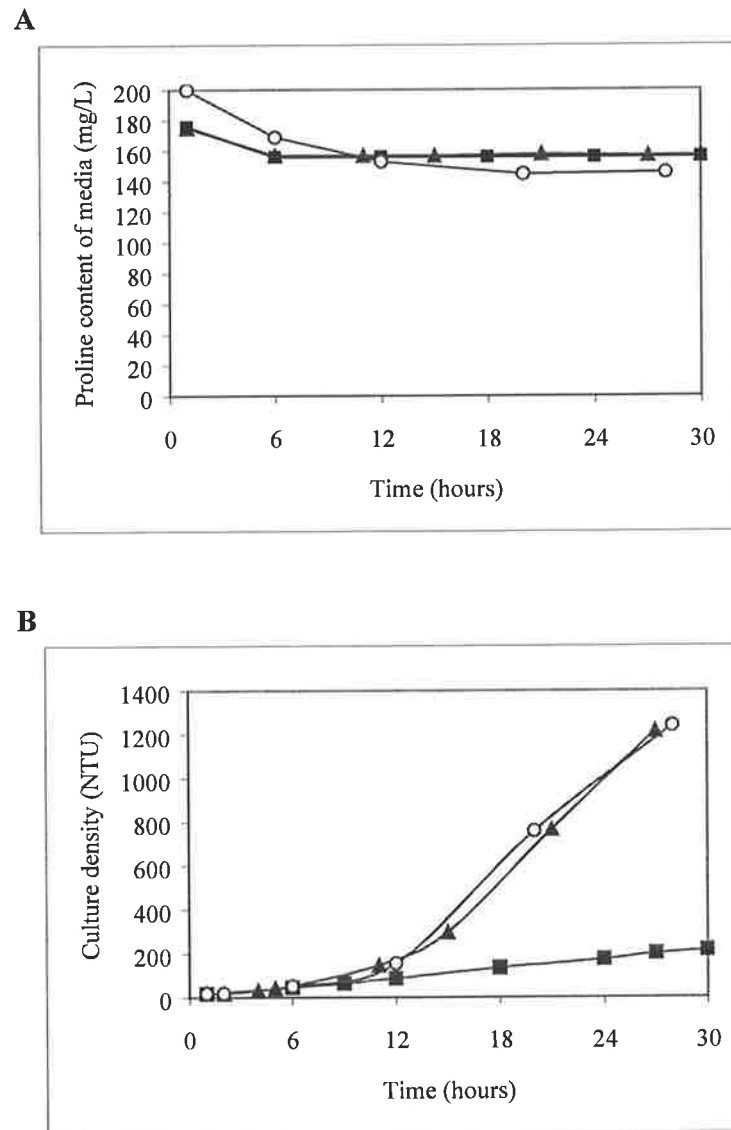 A
Proline content of media (mg/L)
200
180
160
140
120
100
80
60
40
20
0
0 6 12 18 24 30
Time (hours)
B
Culture density (NTU)
1400
1200
1000
800
600
400
200
0
0 6 12 18 24 30
Time (hours)